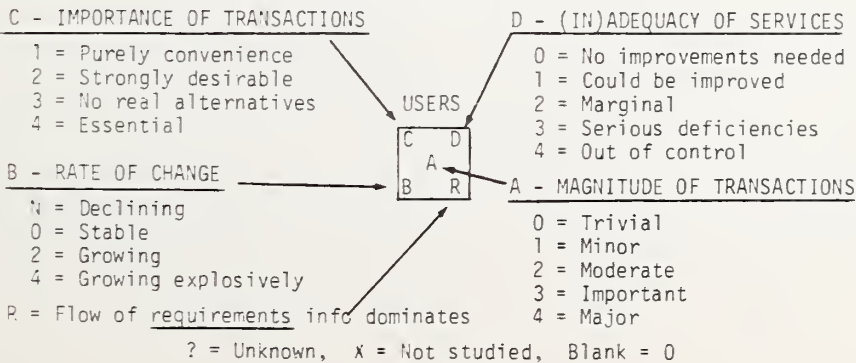 C - IMPORTANCE OF TRANSACTIONS
1 = Purely convenience
2 = Strongly desirable
3 = No real alternatives
4 = Essential
D - (IN)ADEQUACY OF SERVICES
0 = No improvements needed
1 = Could be improved
2 = Marginal
3 = Serious deficiencies
4 = Out of control
USERS
C D
A
B R
B - RATE OF CHANGE
N = Declining
0 = Stable
2 = Growing
4 = Growing explosively
A - MAGNITUDE OF TRANSACTIONS
0 = Trivial
1 = Minor
2 = Moderate
3 = Important
4 = Major
R = Flow of requirements info dominates
? = Unknown, X = Not studied, Blank = 0